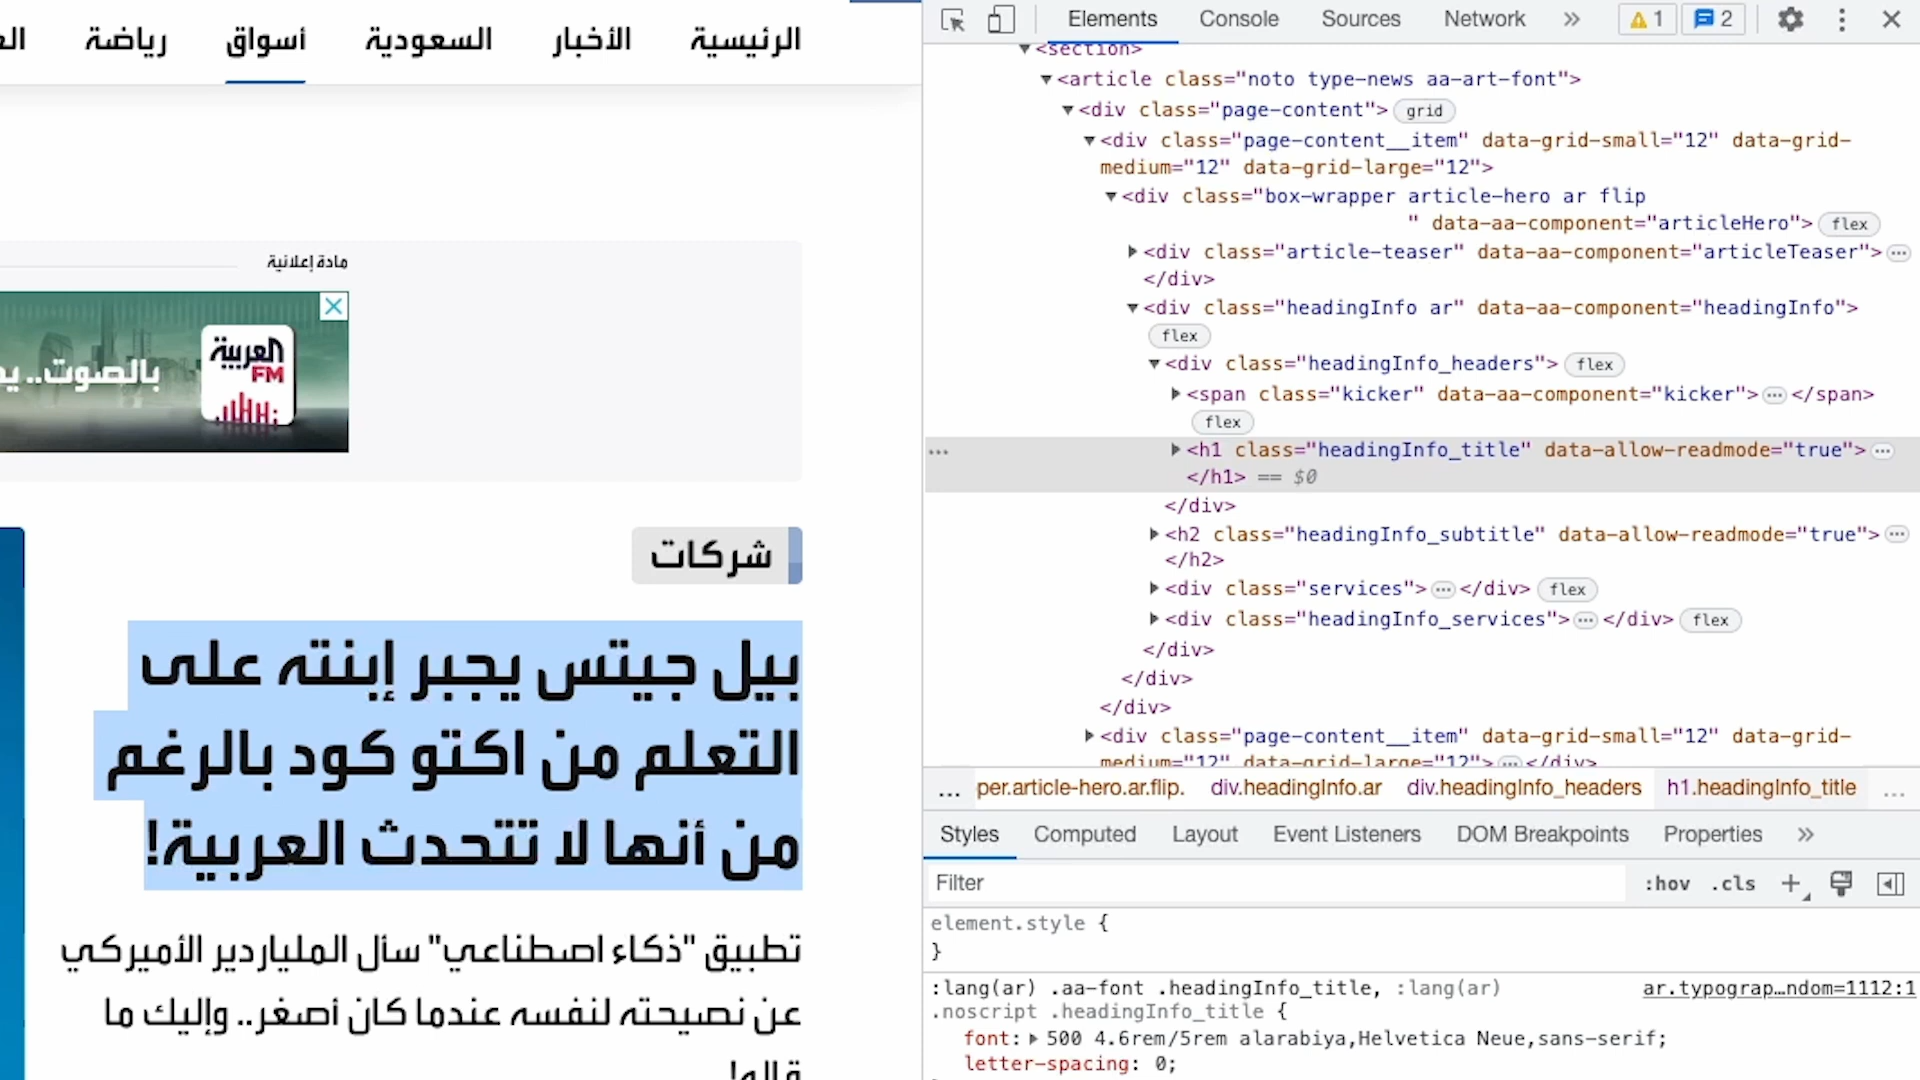 الرئيسية
الأخبار
السعودية
أسواق
رياضة
مادة إعلانية
العربية
FM
بالصوت..
شركات
بيل جيتس يجبر إبنته على
التعلم من اكتو كود بالرغم
من أنها لا تتحدث العربية!
تطبيق "ذكاء اصطناعي" سأل الملياردير الأميركي
عن نصيحته لنفسه عندما كان أصغر.. وإليك ما
قاله!
Elements Console Sources Network » 1 2
▼<section>
▼<article class="noto type-news aa-art-font">
▼<div class="page-content"> grid
▼<div class="page-content__item" data-grid-small="12" data-grid-
medium="12" data-grid-large="12">
▼<div class="box-wrapper article-hero ar flip
" data-aa-component="articleHero"> flex
▶<div class="article-teaser" data-aa-component="articleTeaser">…
</div>
▼<div class="headingInfo ar" data-aa-component="headingInfo">
flex
▼<div class="headingInfo_headers"> flex
▶<span class="kicker" data-aa-component="kicker">…</span>
flex
… ▶<h1 class="headingInfo_title" data-allow-readmode="true">…
</h1> == $0
</div>
▶<h2 class="headingInfo_subtitle" data-allow-readmode="true">…
</h2>
▶<div class="services">…</div> flex
▶<div class="headingInfo_services">…</div> flex
</div>
</div>
</div>
▶<div class="page-content__item" data-grid-small="12" data-grid-
medium="12" data-grid-large="12">…</div>
… per.article-hero.ar.flip. div.headingInfo.ar div.headingInfo_headers h1.headingInfo_title …
Styles Computed Layout Event Listeners DOM Breakpoints Properties »
Filter :hov .cls +
element.style {
}
:lang(ar) .aa-font .headingInfo_title, :lang(ar) ar.typograp…ndom=1112:1
.noscript .headingInfo_title {
font: ▶ 500 4.6rem/5rem alarabiya,Helvetica Neue,sans-serif;
letter-spacing: 0;